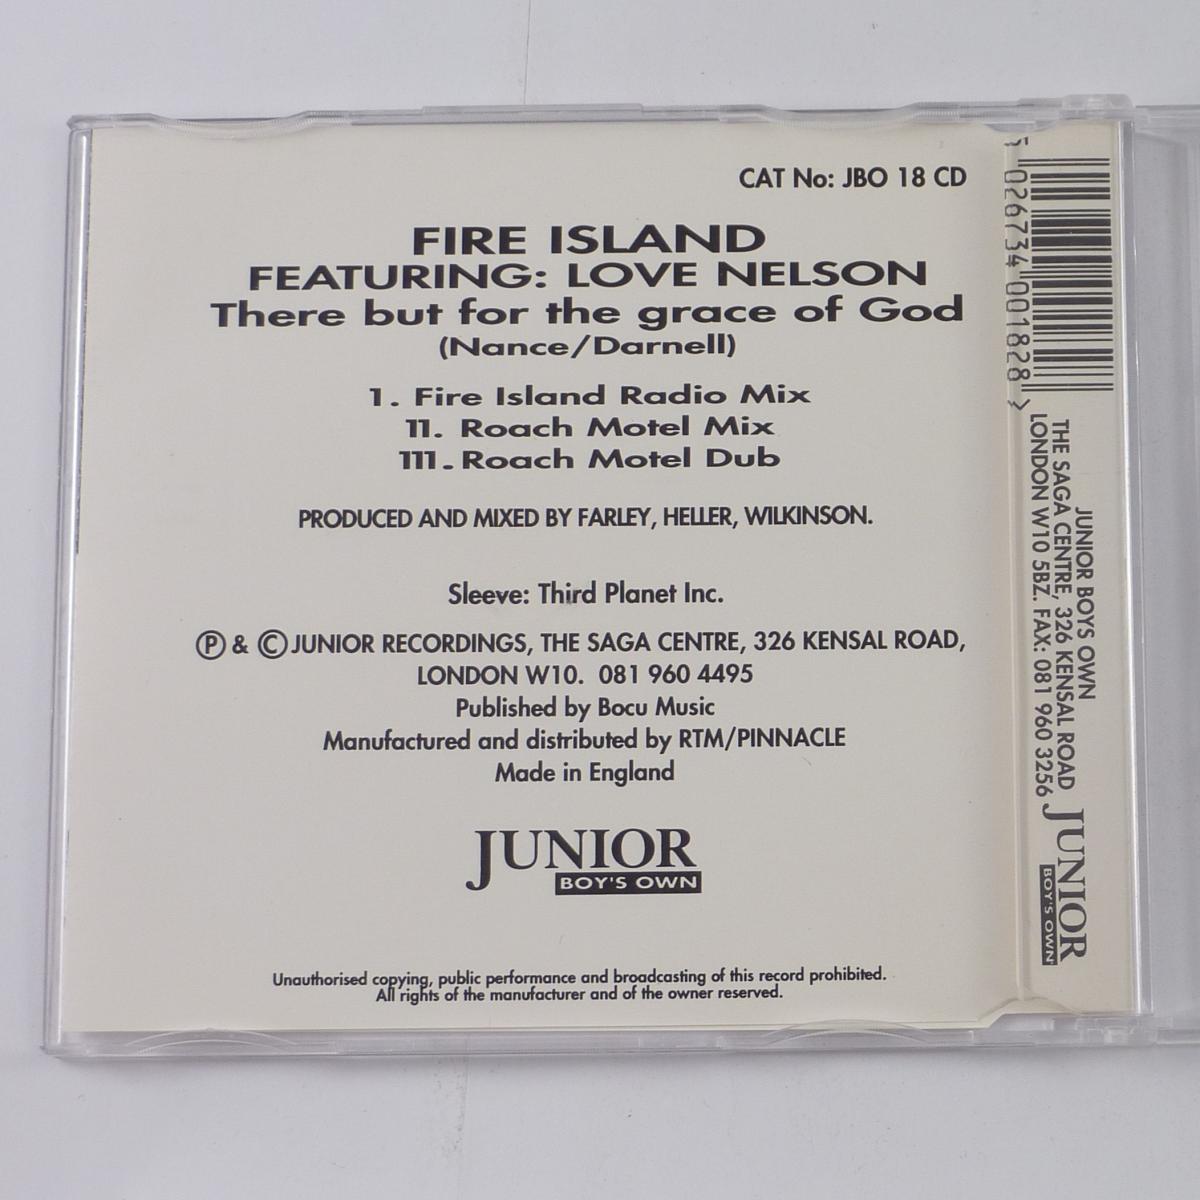 CAT No: JBO 18 CD
FIRE ISLAND
FEATURING: LOVE NELSON
There but for the grace of God
(Nance/Darnell)
1. Fire Island Radio Mix
11. Roach Motel Mix
111. Roach Motel Dub
PRODUCED AND MIXED BY FARLEY, HELLER, WILKINSON.
Sleeve: Third Planet Inc.
Ⓟ & © JUNIOR RECORDINGS, THE SAGA CENTRE, 326 KENSAL ROAD,
LONDON W10. 081 960 4495
Published by Bocu Music
Manufactured and distributed by RTM/PINNACLE
Made in England
JUNIOR
BOY'S OWN
Unauthorised copying, public performance and broadcasting of this record prohibited.
All rights of the manufacturer and of the owner reserved.
5 026734 001828 >
JUNIOR BOYS OWN
THE SAGA CENTRE, 326 KENSAL ROAD
LONDON W10 5BZ. FAX: 081 960 3256
JUNIOR
BOY'S OWN